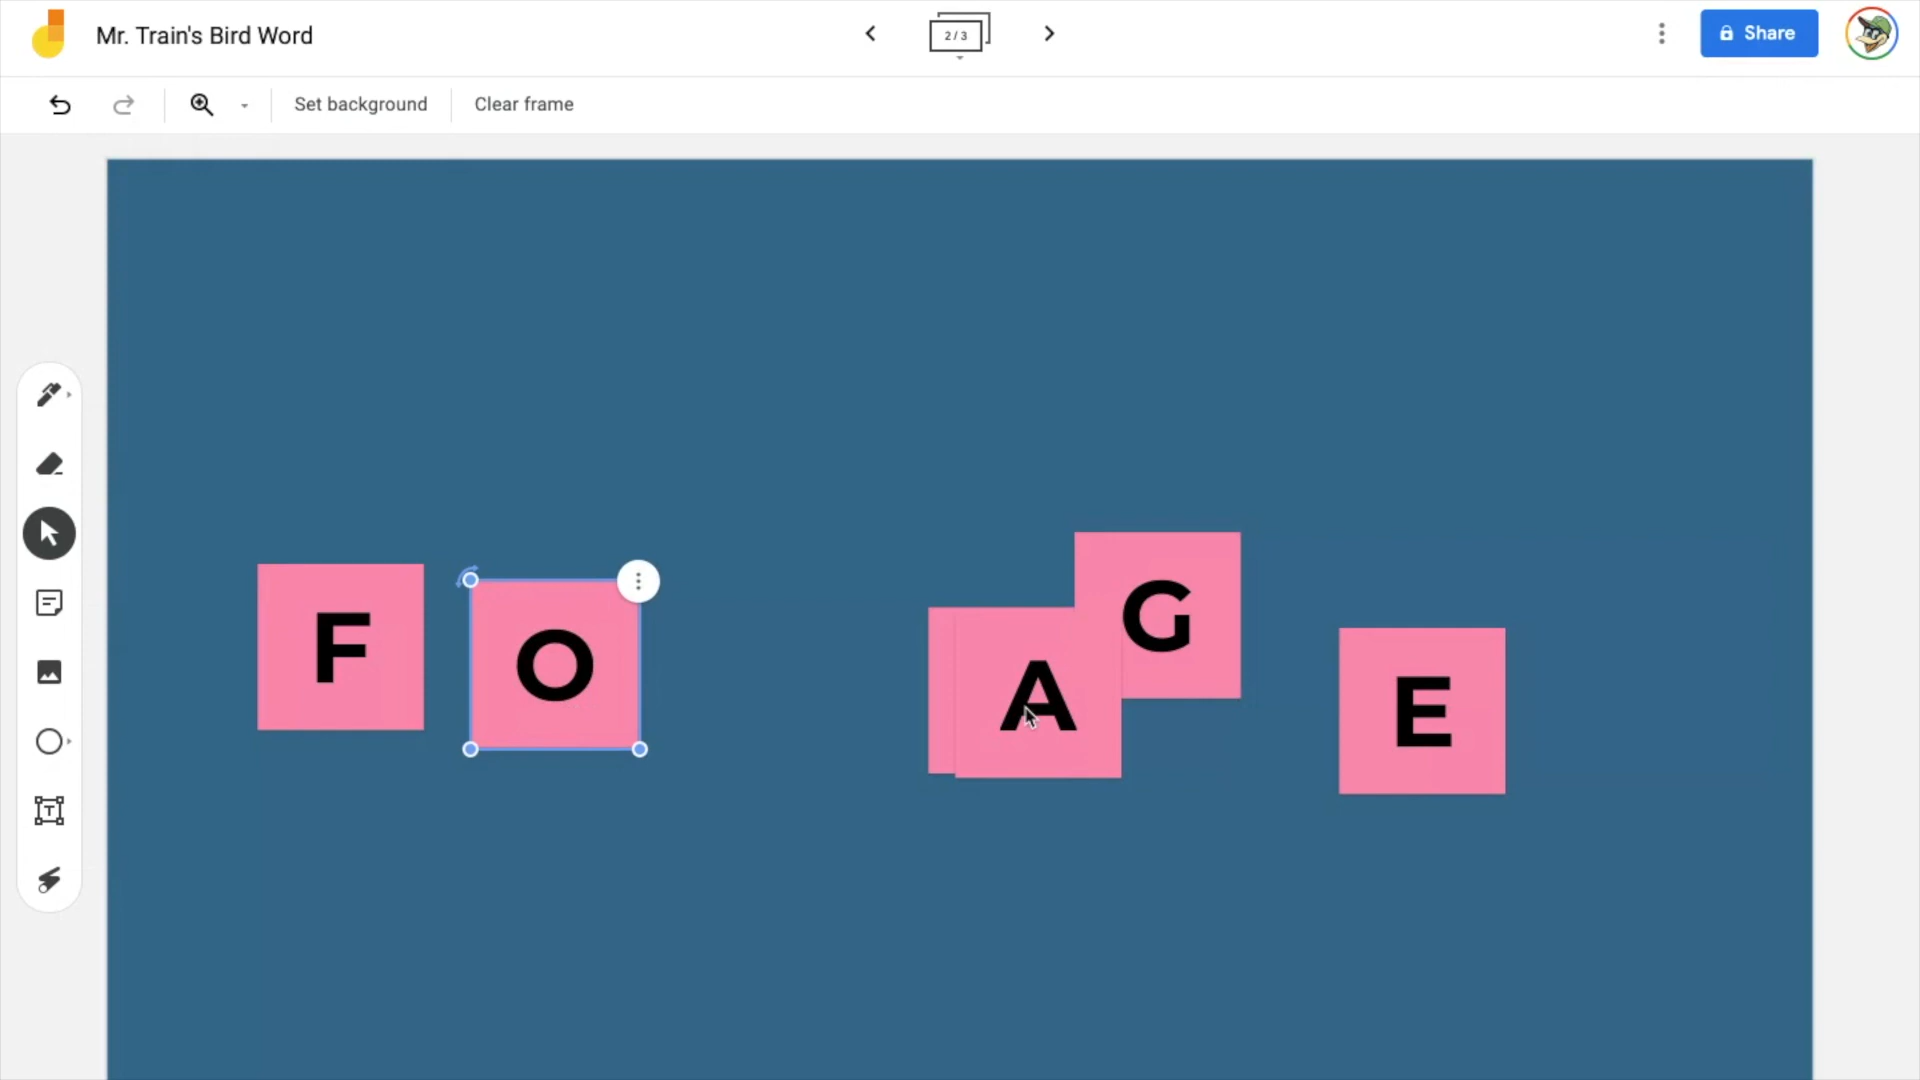 Mr. Train's Bird Word
2/3
Share
Set background
Clear frame
F
O
A
G
E
T